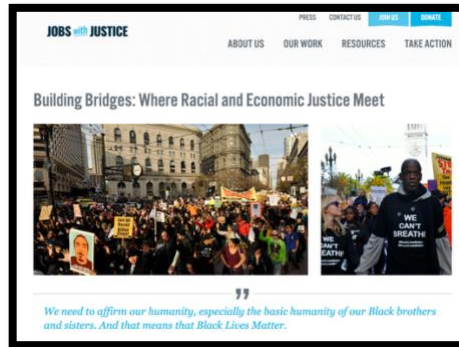 PRESS CONTACT US JOIN US DONATE
JOBS with JUSTICE
ABOUT US OUR WORK RESOURCES TAKE ACTION
Building Bridges: Where Racial and Economic Justice Meet
WE
CAN'T
BREATHE
”
We need to affirm our humanity, especially the basic humanity of our Black brothers
and sisters. And that means that Black Lives Matter.